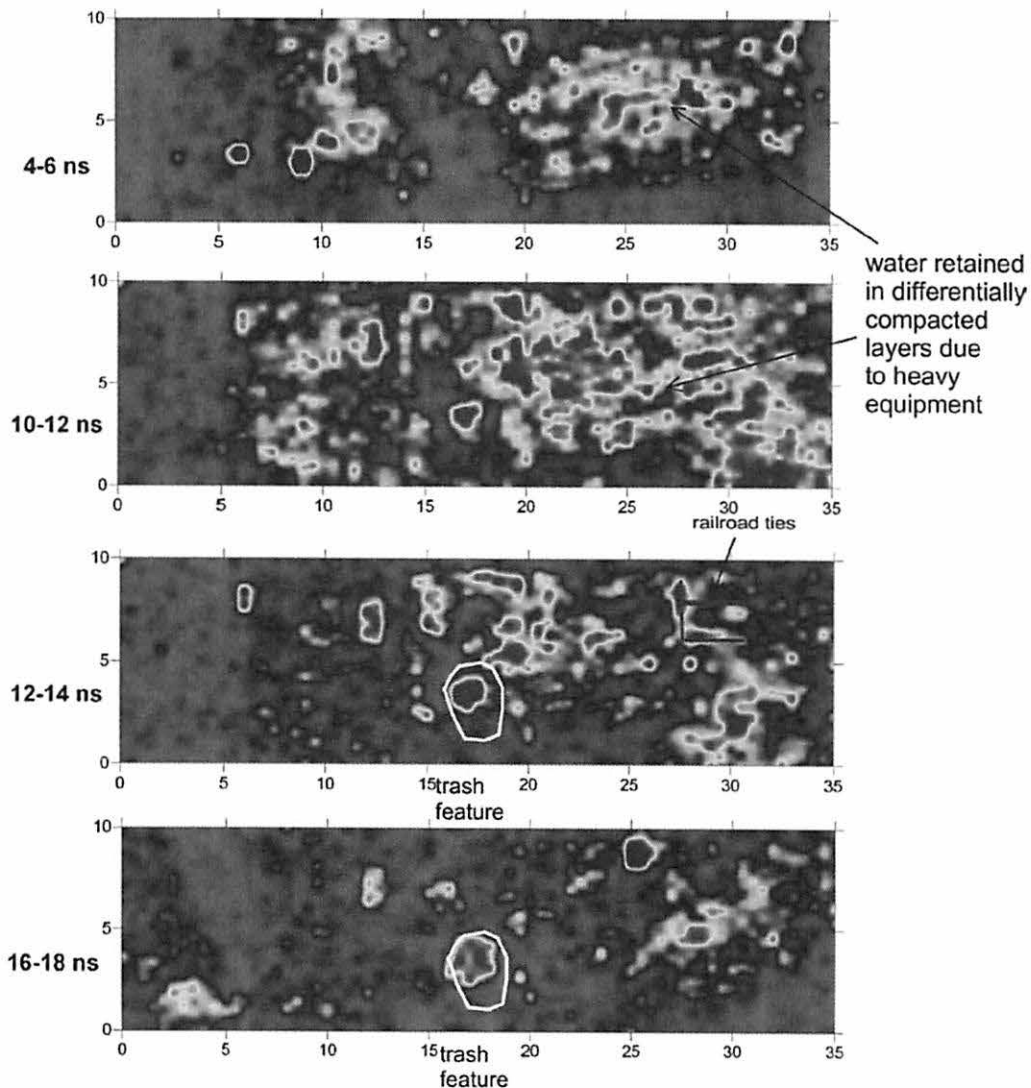 10
5
4-6 ns
0
0 5 10 15 20 25 30 35
water retained
in differentially
compacted
layers due
to heavy
equipment
10
5
10-12 ns
0
0 5 10 15 20 25 30 35
railroad ties
10
5
12-14 ns
0
0 5 10 15 20 25 30 35
trash
feature
10
5
16-18 ns
0
0 5 10 15 20 25 30 35
trash
feature